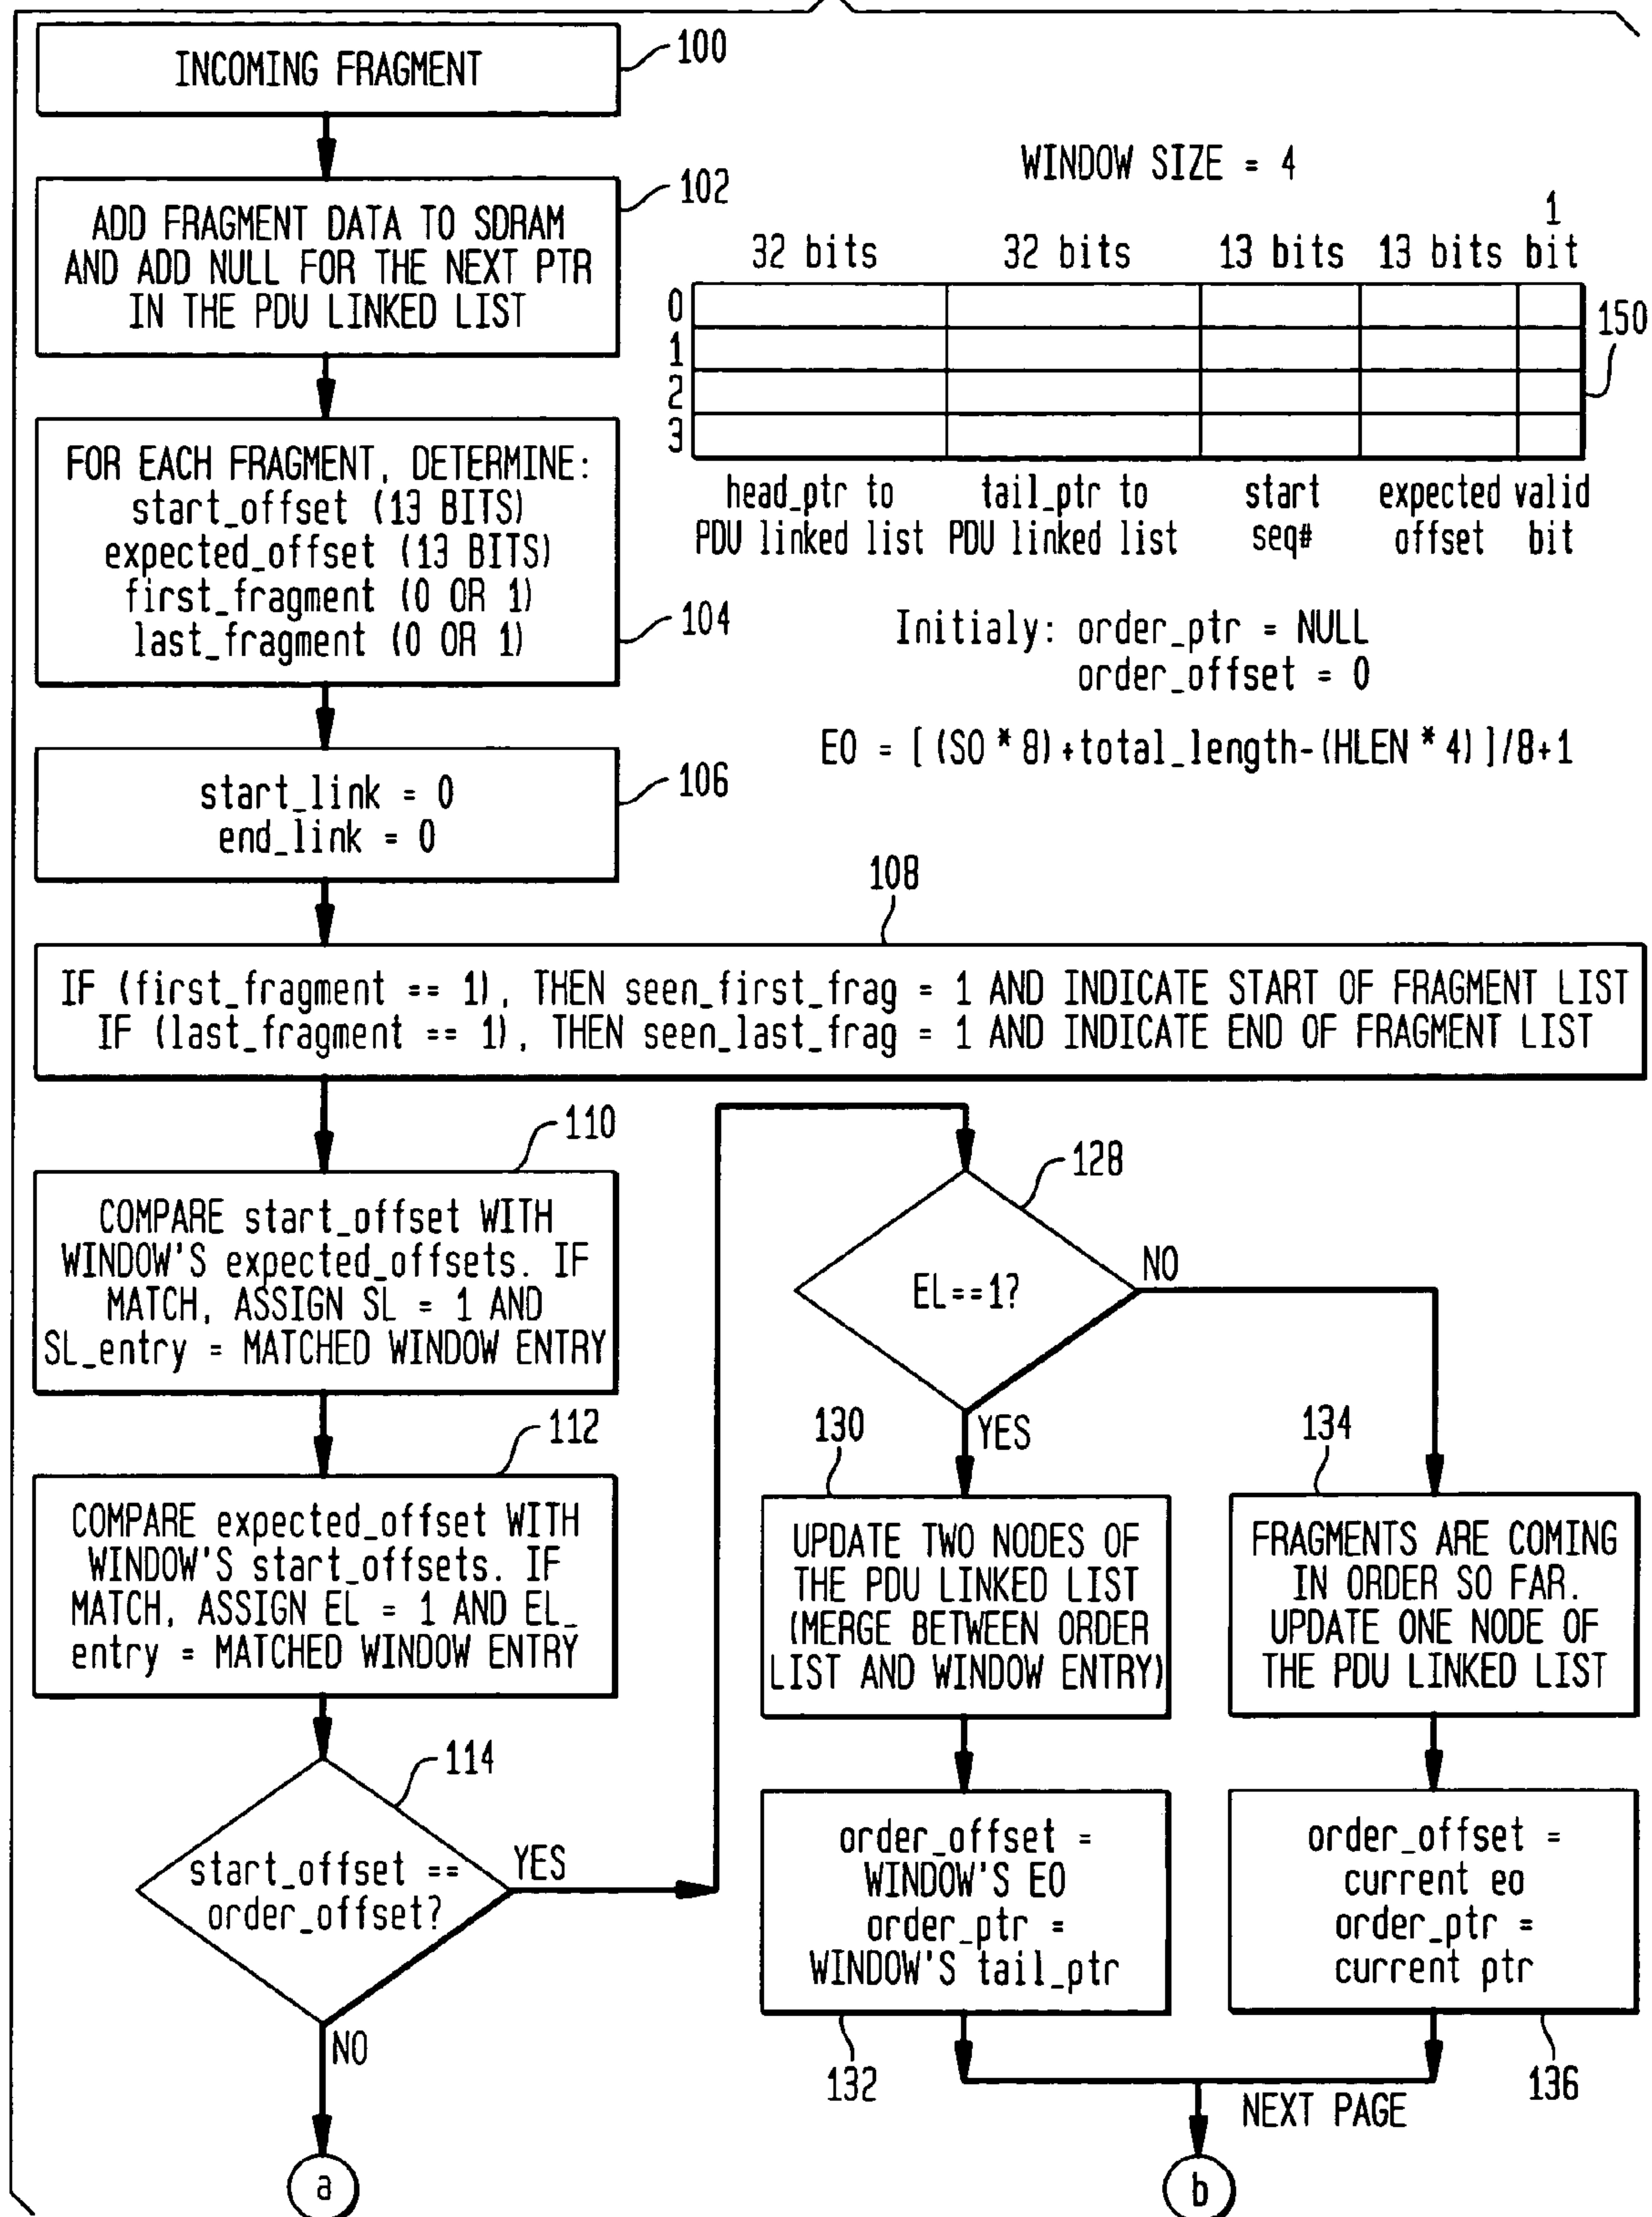 INCOMING FRAGMENT
100
ADD FRAGMENT DATA TO SDRAM
AND ADD NULL FOR THE NEXT PTR
IN THE PDU LINKED LIST
102
FOR EACH FRAGMENT, DETERMINE:
start_offset (13 BITS)
expected_offset (13 BITS)
first_fragment (0 OR 1)
last_fragment (0 OR 1)
104
start_link = 0
end_link = 0
106
WINDOW SIZE = 4
32 bits
32 bits
13 bits
13 bits
1
bit
0
1
2
3
150
head_ptr to
PDU linked list
tail_ptr to
PDU linked list
start
seq#
expected
offset
valid
bit
Initialy: order_ptr = NULL
order_offset = 0
EO = [ (SO * 8) +total_length-(HLEN * 4) ]/8+1
108
IF (first_fragment == 1), THEN seen_first_frag = 1 AND INDICATE START OF FRAGMENT LIST
IF (last_fragment == 1), THEN seen_last_frag = 1 AND INDICATE END OF FRAGMENT LIST
110
COMPARE start_offset WITH
WINDOW'S expected_offsets. IF
MATCH, ASSIGN SL = 1 AND
SL_entry = MATCHED WINDOW ENTRY
112
COMPARE expected_offset WITH
WINDOW'S start_offsets. IF
MATCH, ASSIGN EL = 1 AND EL_
entry = MATCHED WINDOW ENTRY
114
start_offset ==
order_offset?
YES
NO
a
128
EL==1?
NO
YES
130
UPDATE TWO NODES OF
THE PDU LINKED LIST
(MERGE BETWEEN ORDER
LIST AND WINDOW ENTRY)
134
FRAGMENTS ARE COMING
IN ORDER SO FAR.
UPDATE ONE NODE OF
THE PDU LINKED LIST
order_offset =
WINDOW'S EO
order_ptr =
WINDOW'S tail_ptr
132
order_offset =
current eo
order_ptr =
current ptr
136
NEXT PAGE
b